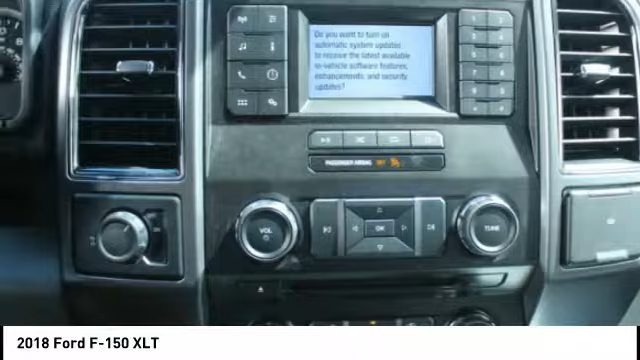 Do you want to turn on
automatic system updates
to receive the latest available
in-vehicle software features,
enhancements, and security
updates?
PASSENGER AIRBAG OFF
VOL
OK
TUNE
2018 Ford F-150 XLT